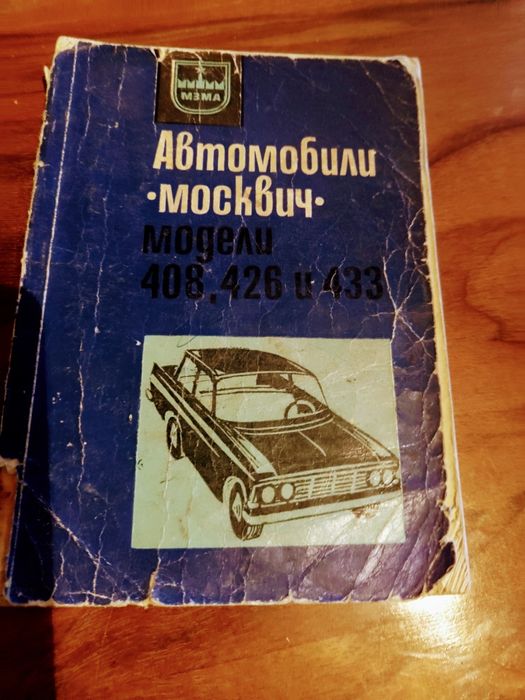 МЗМА
Автомобили
•москвич•
модели
408, 426 и 433